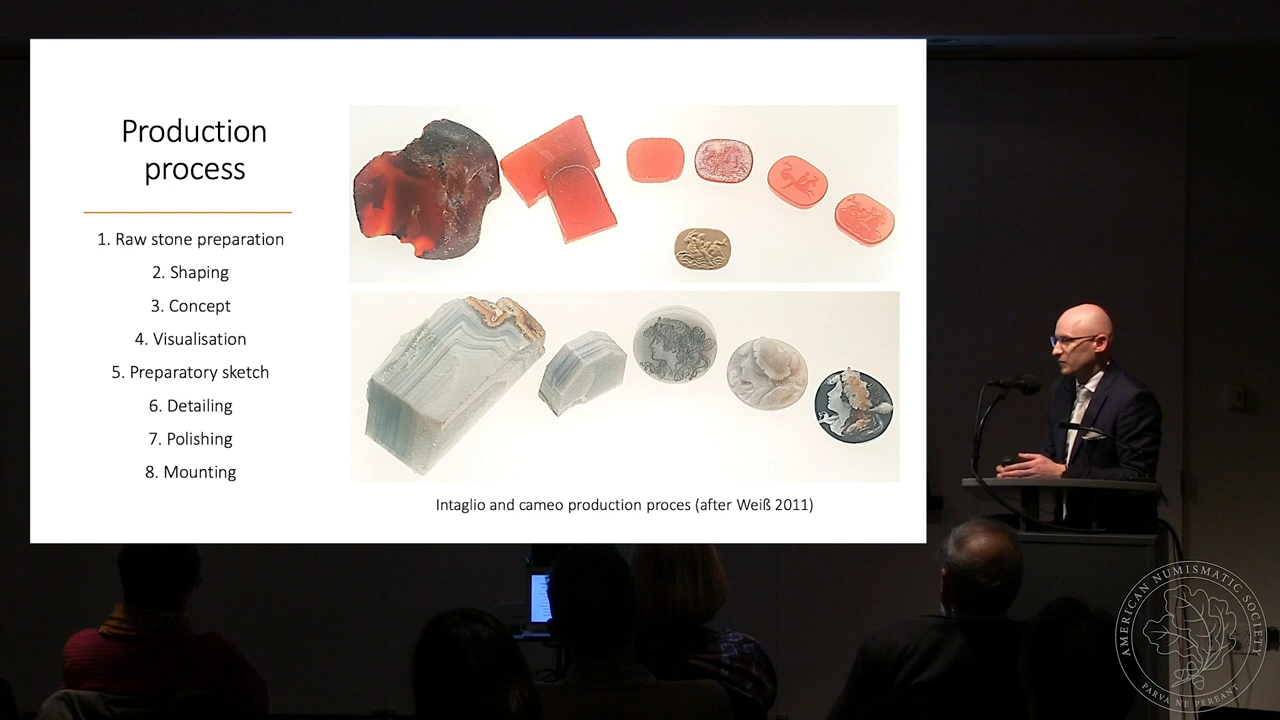 Production
process
1. Raw stone preparation
2. Shaping
3. Concept
4. Visualisation
5. Preparatory sketch
6. Detailing
7. Polishing
8. Mounting
Intaglio and cameo production proces (after Weiß 2011)
AMERICAN NUMISMATIC SOCIETY
PARVA NE PEREANT